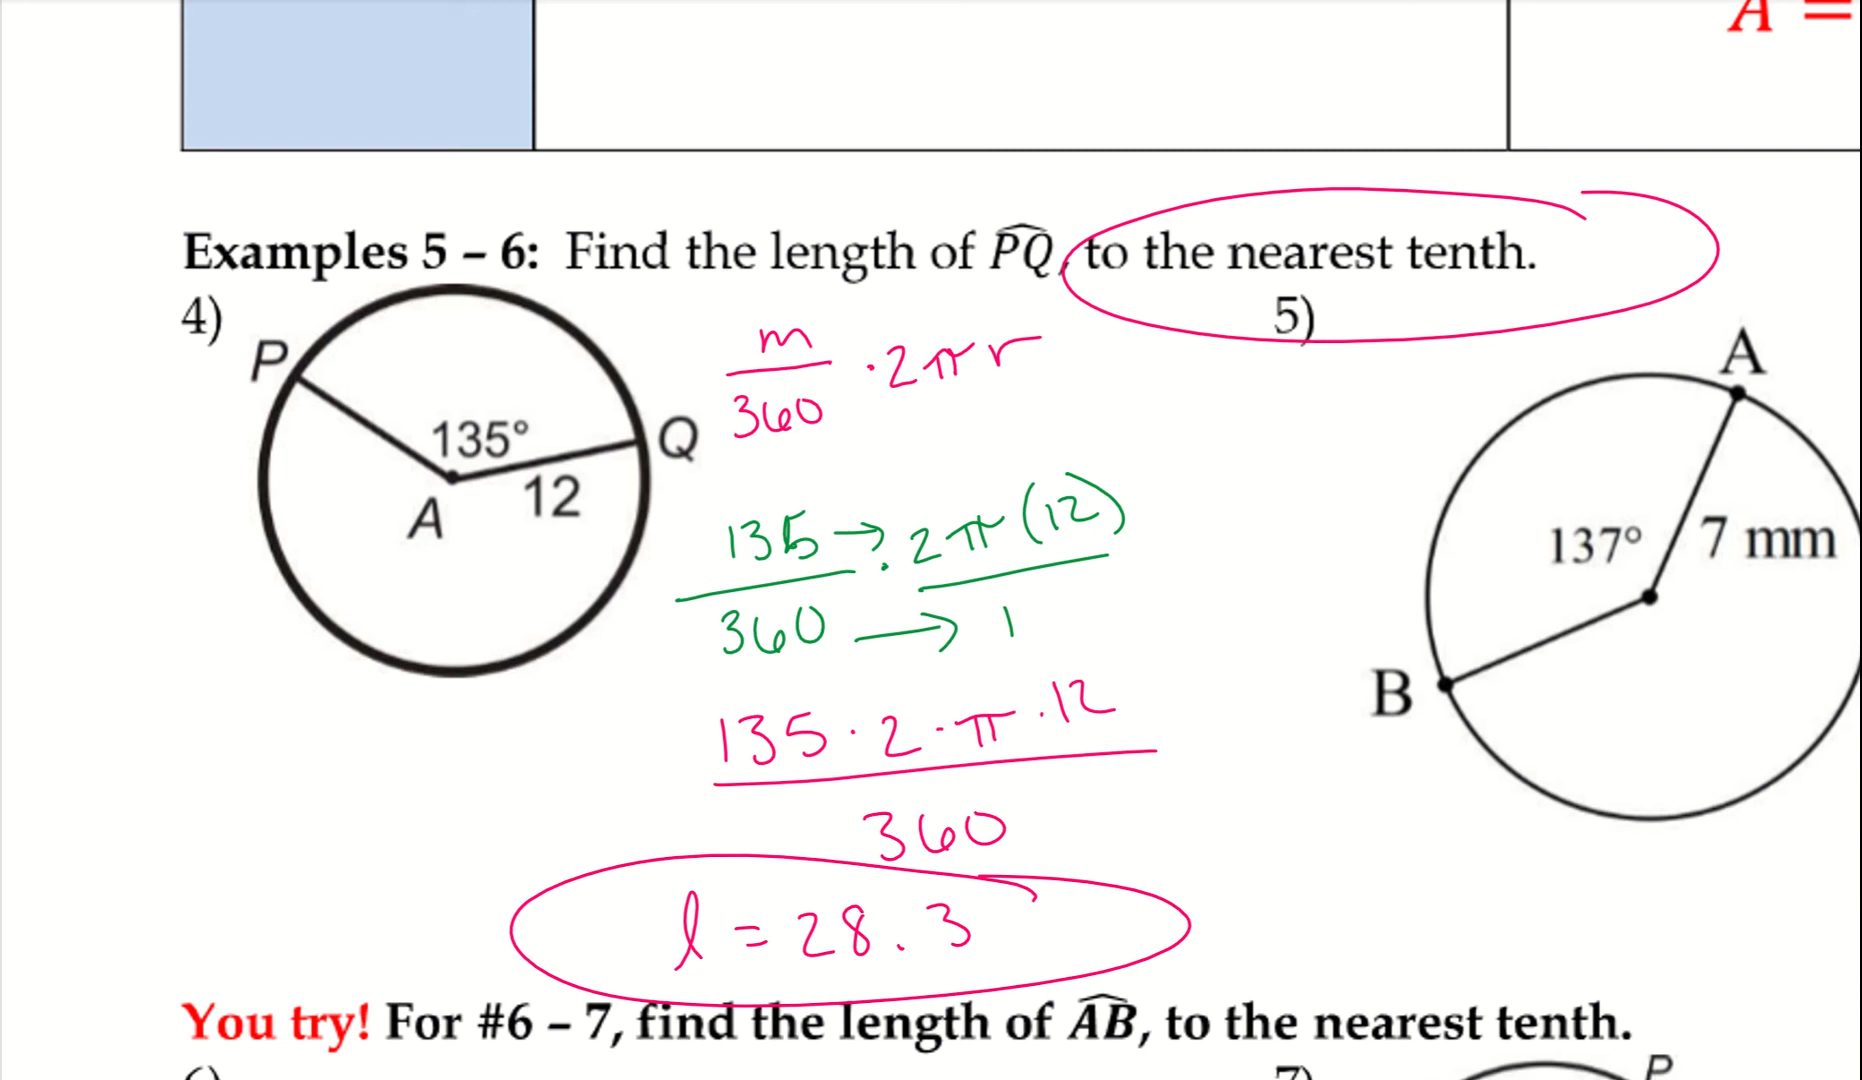 A =
Examples 5 – 6: Find the length of P͡Q, to the nearest tenth.
4)
P
135°
Q
12
A
m
360
· 2πr
135 → · 2π(12)
360 → 1
135 · 2 · π · 12
360
l = 28.3
5)
A
137°
7 mm
B
You try! For #6 – 7, find the length of A͡B, to the nearest tenth.
6)
7)
P